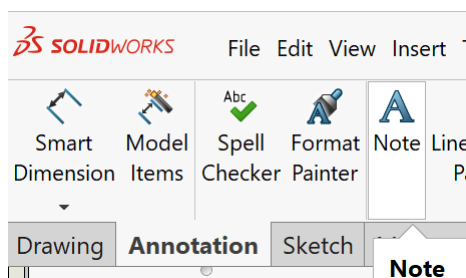 SOLIDWORKS File Edit View Insert
Abc
Smart Model Spell Format Note
Dimension Items Checker Painter
Drawing Annotation Sketch
Note